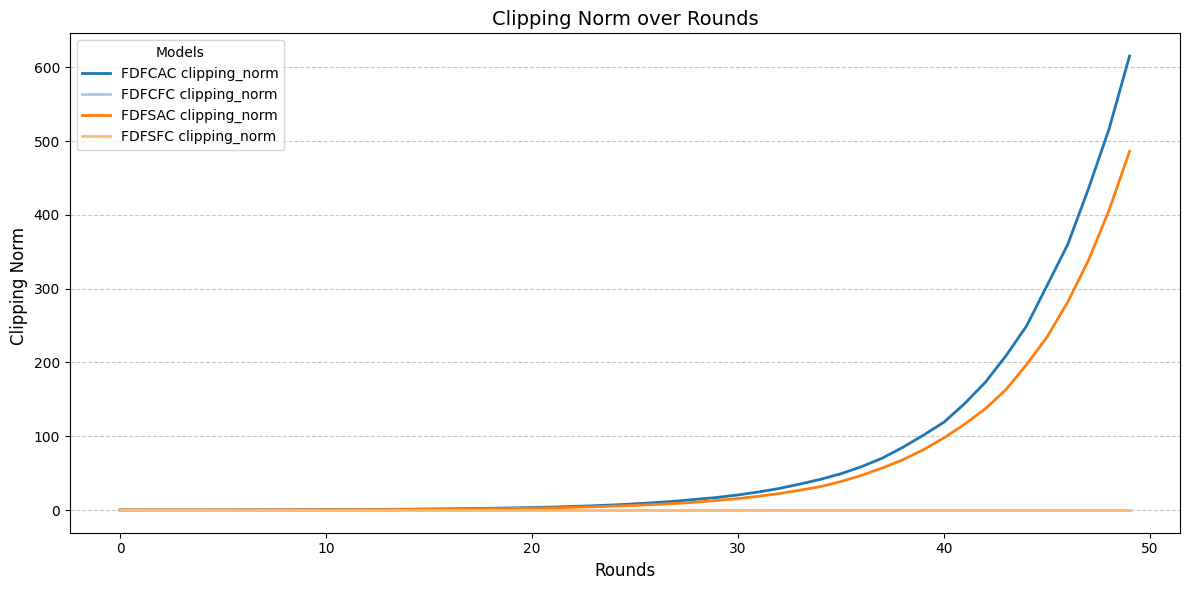 Clipping Norm over Rounds
Models
FDFCAC clipping_norm
FDFCFC clipping_norm
FDFSAC clipping_norm
FDFSFC clipping_norm
Clipping Norm
600
500
400
300
200
100
0
0 10 20 30 40 50
Rounds